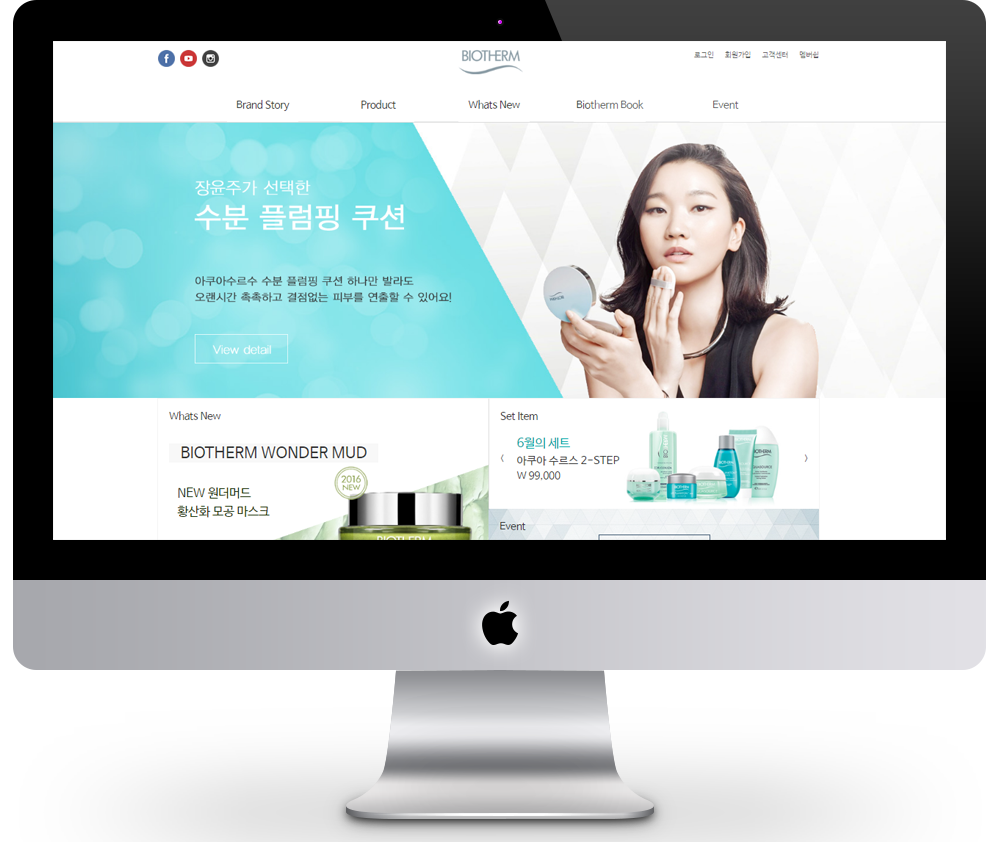 BIOTHERM
로그인 회원가입 고객센터 멤버쉽
Brand Story Product Whats New Biotherm Book Event
장윤주가 선택한
수분 플럼핑 쿠션
아쿠아수르수 수분 플럼핑 쿠션 하나만 발라도
오랜시간 촉촉하고 결점없는 피부를 연출할 수 있어요!
View detail
Whats New
BIOTHERM WONDER MUD
2016
NEW
NEW 원더머드
황산화 모공 마스크
BIOTHERM
Set Item
6월의 세트
아쿠아 수르스 2-STEP
W 99.000
BIOTHERM
Event